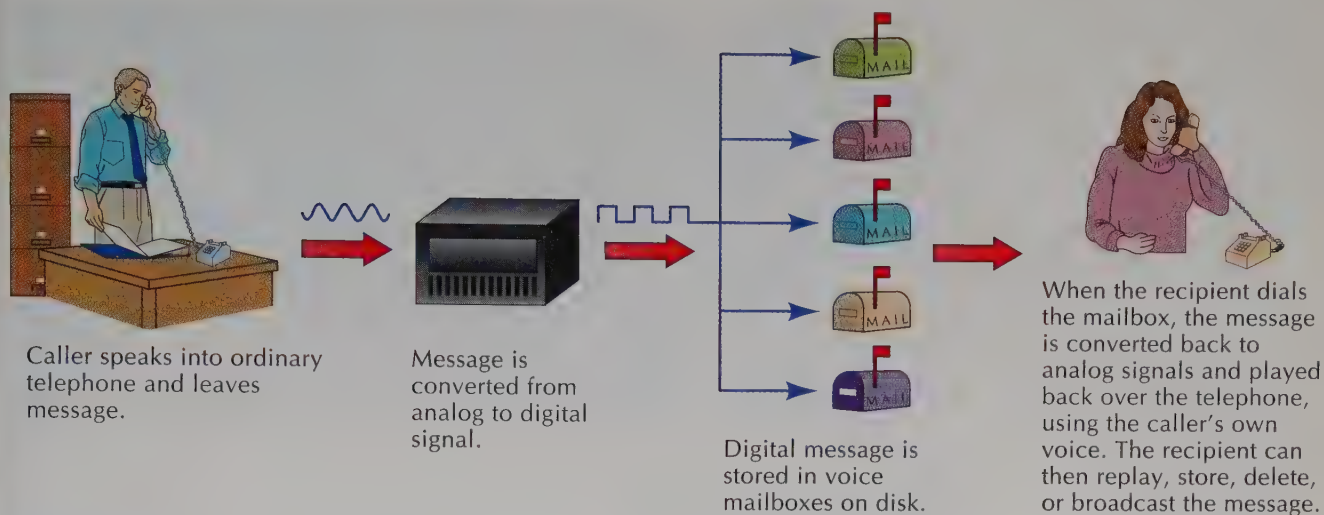 MAIL
MAIL
MAIL
MAIL
MAIL
Caller speaks into ordinary
telephone and leaves
message.
Message is
converted from
analog to digital
signal.
Digital message is
stored in voice
mailboxes on disk.
When the recipient dials
the mailbox, the message
is converted back to
analog signals and played
back over the telephone,
using the caller's own
voice. The recipient can
then replay, store, delete,
or broadcast the message.